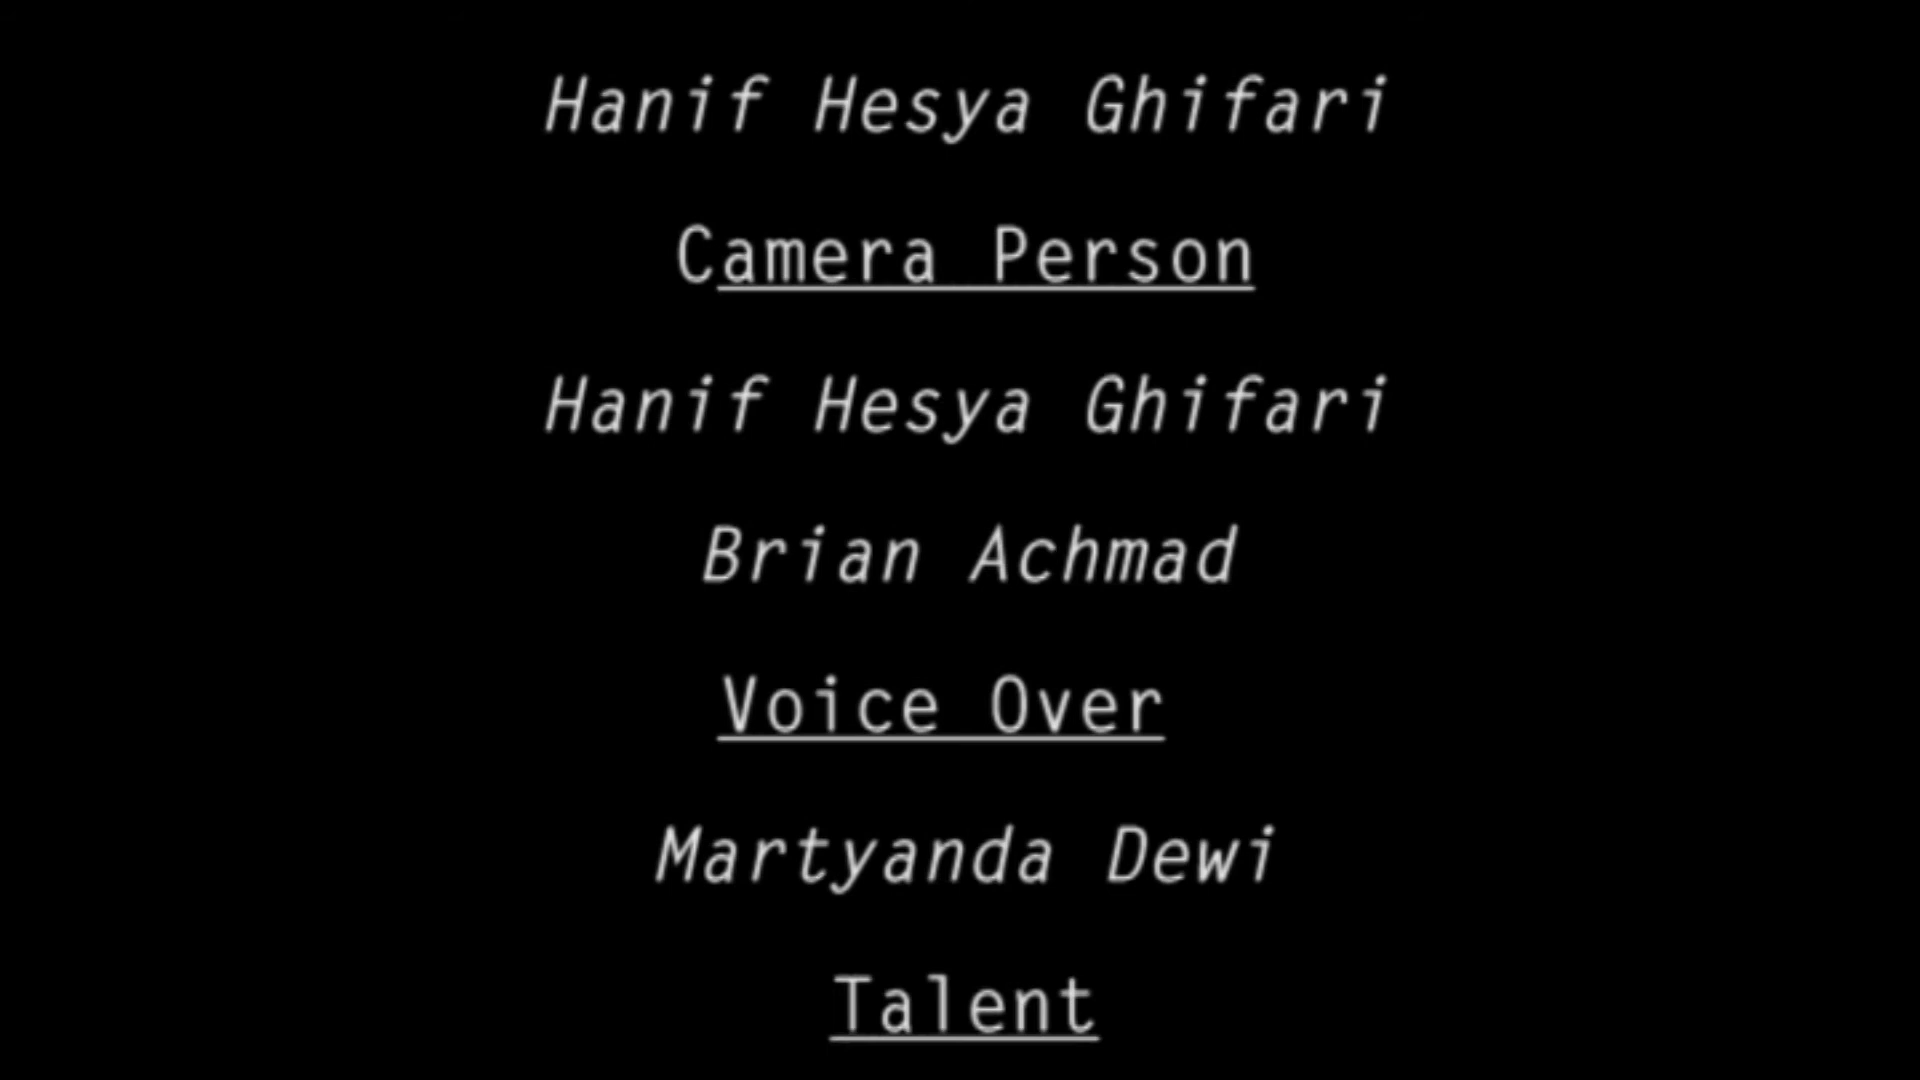 Hanif Hesya Ghifari
Camera Person
Hanif Hesya Ghifari
Brian Achmad
Voice Over
Martyanda Dewi
Talent